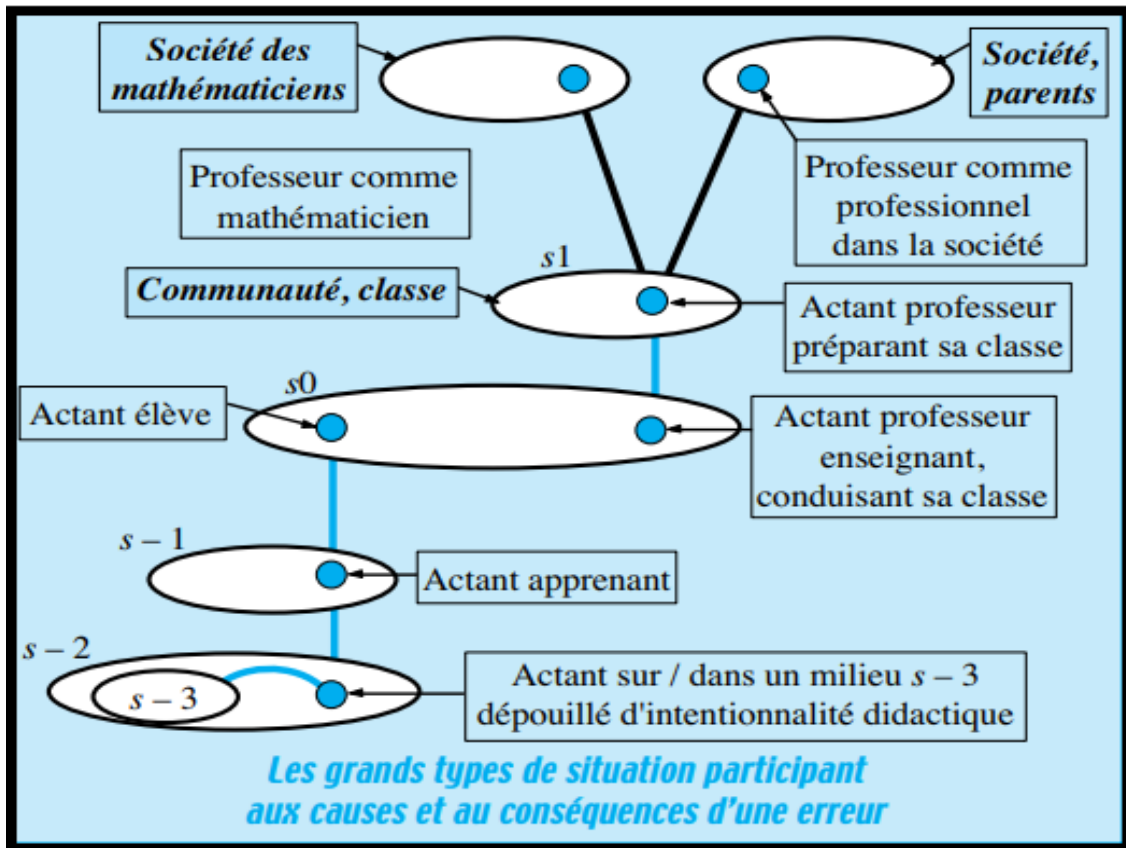 Société des
mathématiciens
Société,
parents
Professeur comme
mathématicien
Professeur comme
professionnel
dans la société
s1
Communauté, classe
Actant professeur
préparant sa classe
s0
Actant élève
Actant professeur
enseignant,
conduisant sa classe
s – 1
Actant apprenant
s – 2
s – 3
Actant sur / dans un milieu s – 3
dépouillé d'intentionnalité didactique
Les grands types de situation participant
aux causes et au conséquences d'une erreur